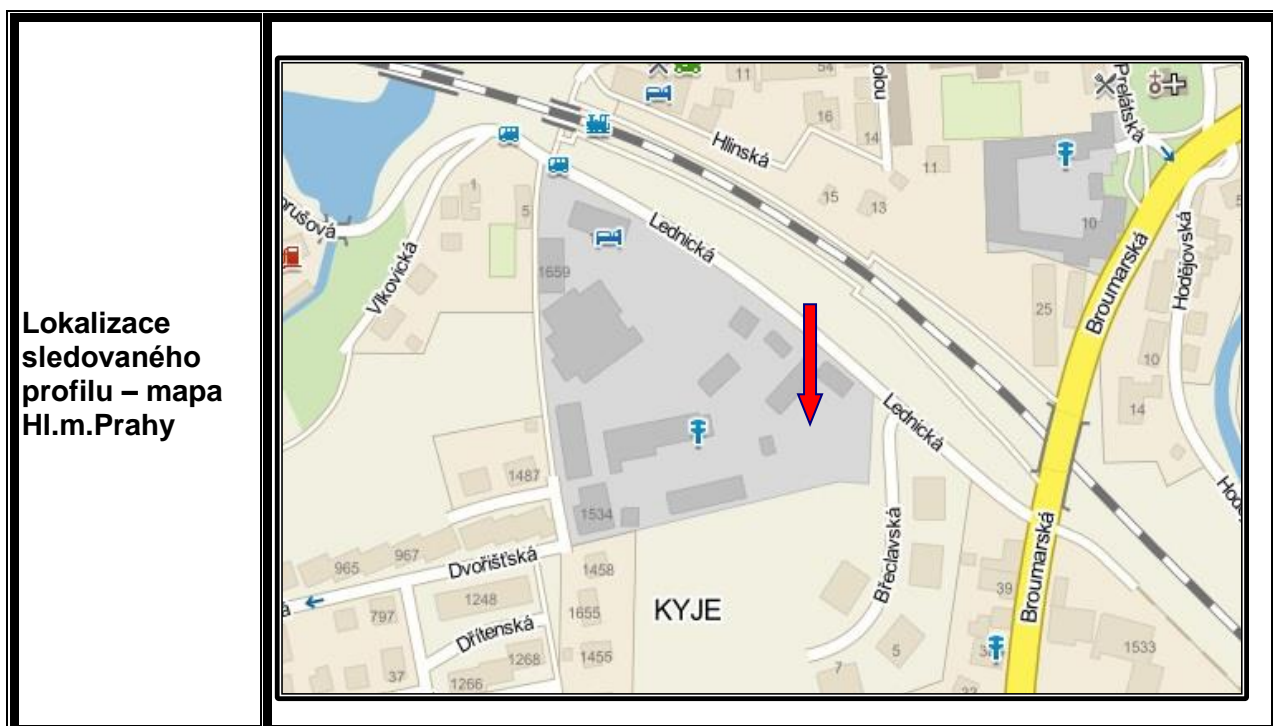 Lokalizace
sledovaného
profilu – mapa
Hl.m.Prahy
11
54
Prelátská
nou
16
14
Hlinská
11
15
13
1
5
10
orušová
Lednická
Vlkovická
1659
Hodějovská
Broumarská
25
10
14
Lednická
1487
1534
Dvořišťská
965
967
1458
Břeclavská
Broumarská
39
1248
797
1655
KYJE
Dřítenská
1268
1455
37
1266
5
7
1533